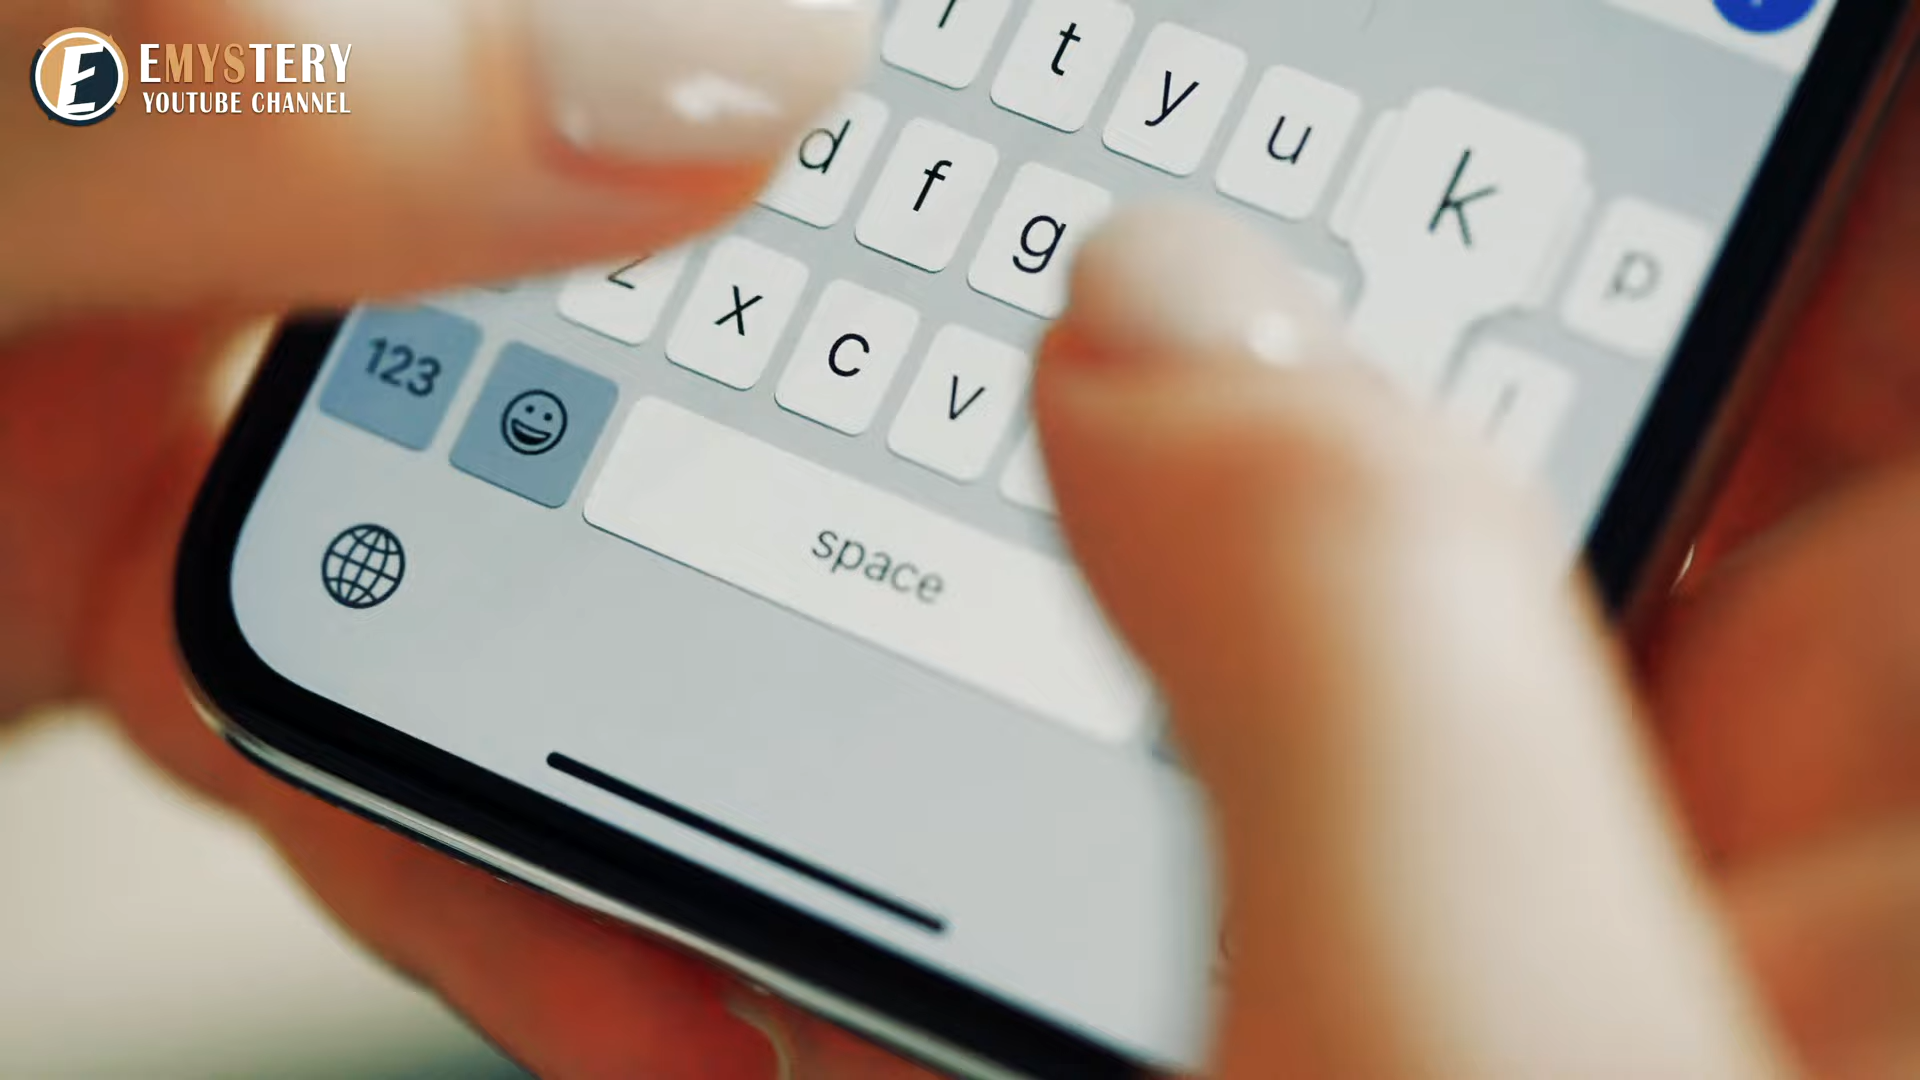 EMYSTERY
YOUTUBE CHANNEL
t y u k p
d f g
z x c v
123
space